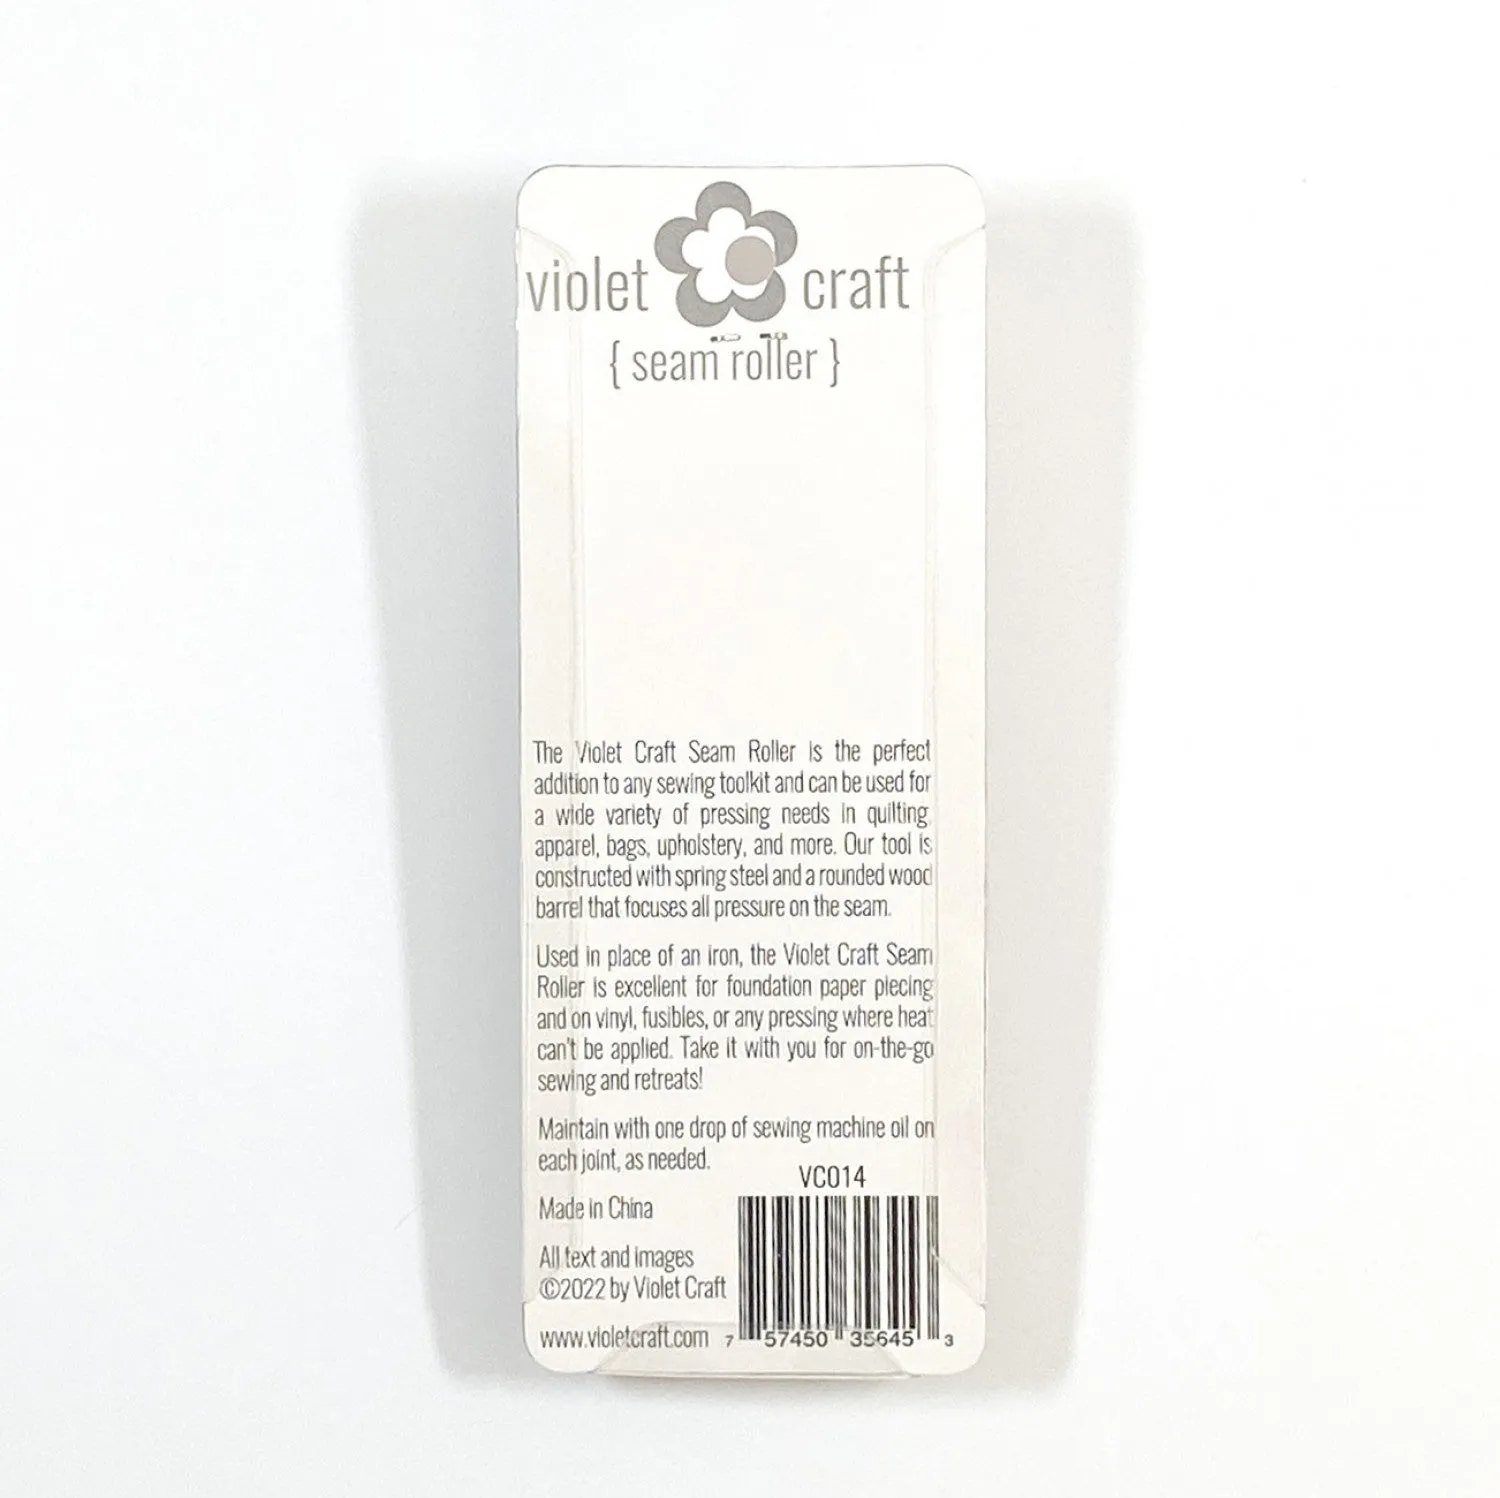 violet craft
{ seam roller }
The Violet Craft Seam Roller is the perfect
addition to any sewing toolkit and can be used for
a wide variety of pressing needs in quilting,
apparel, bags, upholstery, and more. Our tool is
constructed with spring steel and a rounded wood
barrel that focuses all pressure on the seam.
Used in place of an iron, the Violet Craft Seam
Roller is excellent for foundation paper piecing
and on vinyl, fusibles, or any pressing where heat
can't be applied. Take it with you for on-the-go
sewing and retreats!
Maintain with one drop of sewing machine oil on
each joint, as needed.
VC014
Made in China
All text and images
©2022 by Violet Craft
www.violetcraft.com
7 57450 35645 3